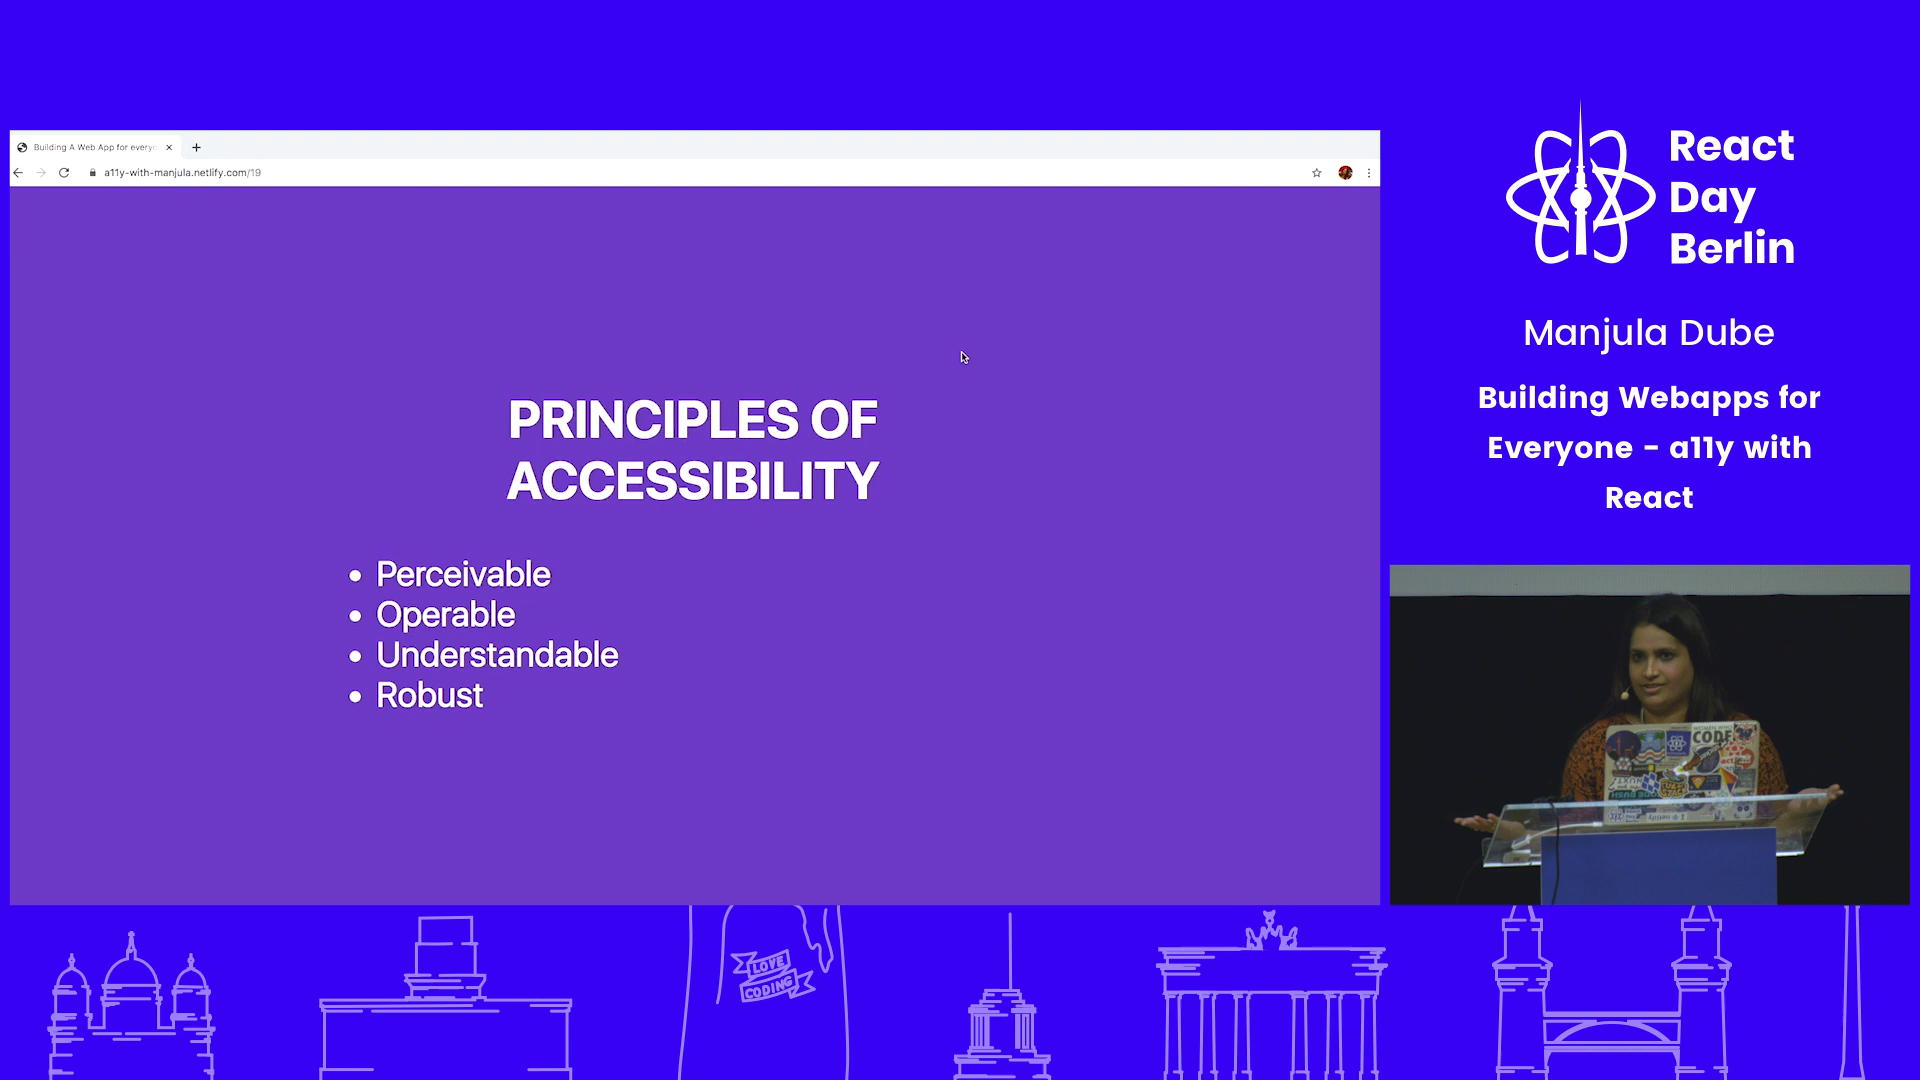 Building A Web App for every
a11y-with-manjula.netlify.com/19
PRINCIPLES OF
ACCESSIBILITY
Perceivable
Operable
Understandable
Robust
React
Day
Berlin
Manjula Dube
Building Webapps for
Everyone - a11y with
React
CODE
LOVE
CODING